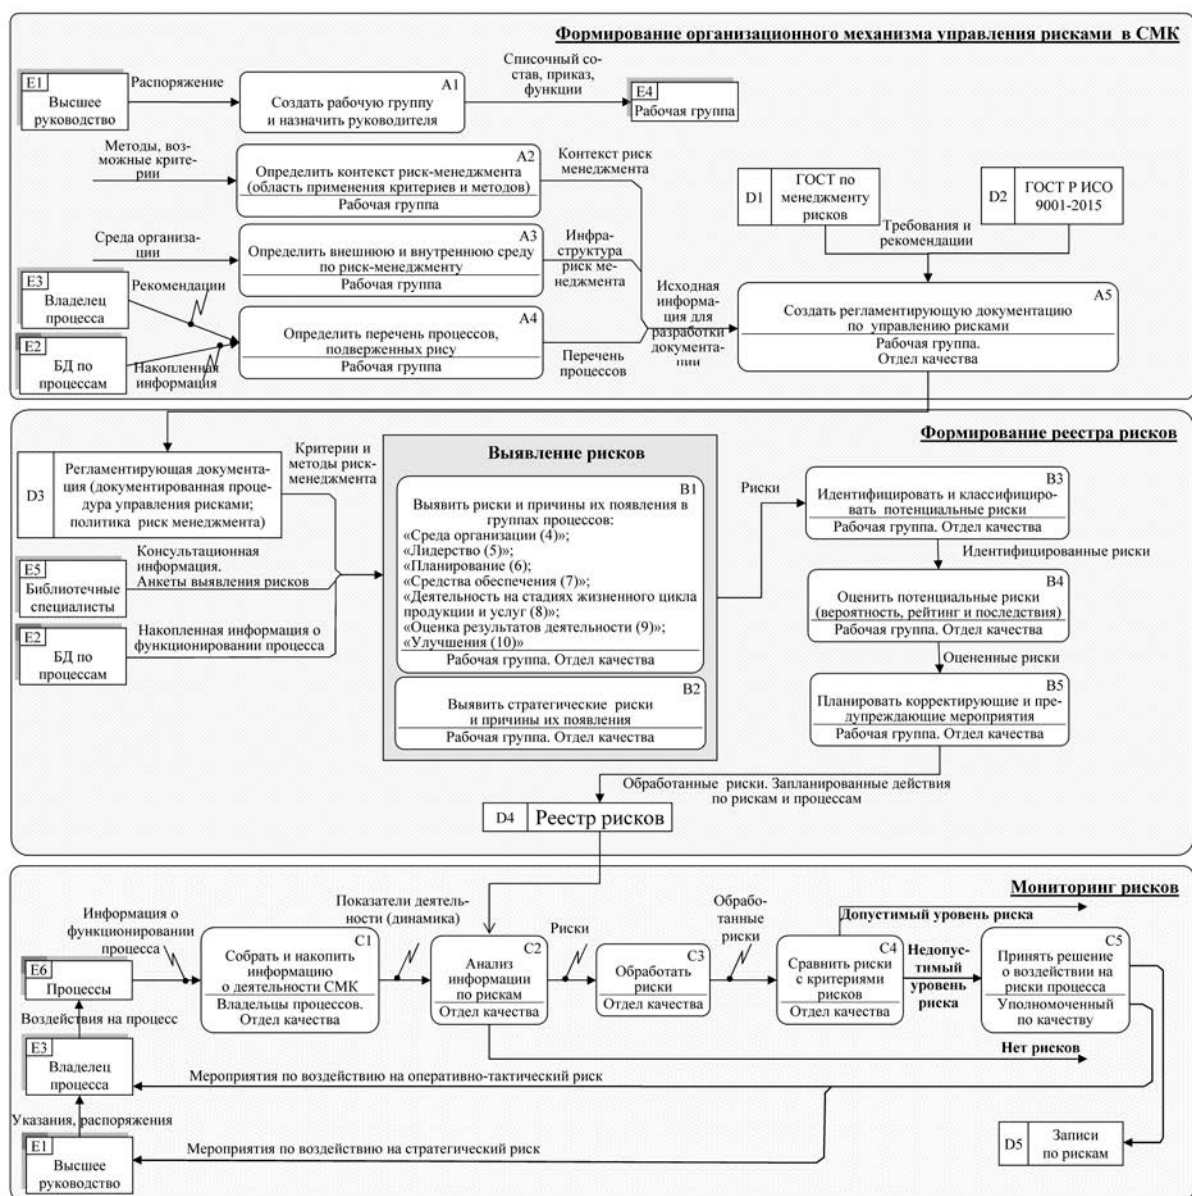 Формирование организационного механизма управления рисками в СМК
E1
Высшее
руководство
Распоряжение
A1
Создать рабочую группу
и назначить руководителя
Списочный со-
став, приказ,
функции
E4
Рабочая группа
Методы, воз-
можные крите-
рии
A2
Определить контекст риск-менеджмента
(область применения критериев и методов)
Рабочая группа
Контекст риск
менеджмента
D1
ГОСТ по
менеджменту
рисков
D2
ГОСТ Р ИСО
9001-2015
Требования и
рекомендации
Среда организа-
ции
A3
Определить внешнюю и внутреннюю среду
по риск-менеджменту
Рабочая группа
Инфра-
структура
риск ме-
неджмента
E3
Владелец
процесса
Рекомендации
E2
БД по
процессам
Накопленная
информация
A4
Определить перечень процессов,
подверженных рису
Рабочая группа
Перечень
процессов
Исходная
информа-
ция для
разработки
документа-
ции
A5
Создать регламентирующую документацию
по управлению рисками
Рабочая группа.
Отдел качества
Формирование реестра рисков
D3
Регламентирующая документа-
ция (документированная проце-
дура управления рисками;
политика риск менеджмента)
Критерии и
методы риск-
менеджмента
E5
Библиотечные
специалисты
Консультационная
информация.
Анкеты выявления рисков
E2
БД по
процессам
Накопленная информация о
функционировании процесса
Выявление рисков
B1
Выявить риски и причины их появления в
группах процессов:
«Среда организации (4)»;
«Лидерство (5)»;
«Планирование (6);
«Средства обеспечения (7)»;
«Деятельность на стадиях жизненного цикла
продукции и услуг (8)»;
«Оценка результатов деятельности (9)»;
«Улучшения (10)»
Рабочая группа. Отдел качества
B2
Выявить стратегические риски
и причины их появления
Рабочая группа. Отдел качества
Риски
B3
Идентифицировать и классифициро-
вать потенциальные риски
Рабочая группа. Отдел качества
Идентифицированные риски
B4
Оценить потенциальные риски
(вероятность, рейтинг и последствия)
Рабочая группа. Отдел качества
Оцененные риски
B5
Планировать корректирующие и пре-
дупреждающие мероприятия
Рабочая группа. Отдел качества
Обработанные риски. Запланированные действия
по рискам и процессам
D4
Реестр рисков
Мониторинг рисков
Информация о
функционировании
процесса
E6
Процессы
C1
Собрать и накопить
информацию
о деятельности СМК
Владельцы процессов.
Отдел качества
Показатели деятель-
ности (динамика)
C2
Анализ
информации
по рискам
Отдел качества
Риски
C3
Обработать
риски
Отдел качества
Обрабо-
танные
риски
C4
Сравнить риски
с критериями
рисков
Отдел качества
Допустимый уровень риска
Недопус-
тимый
уровень
риска
C5
Принять решение
о воздействии на
риски процесса
Уполномоченный
по качеству
Нет рисков
Воздействия на процесс
E3
Владелец
процесса
Мероприятия по воздействию на оперативно-тактический риск
Указания, распоряжения
E1
Высшее
руководство
Мероприятия по воздействию на стратегический риск
D5
Записи
по рискам